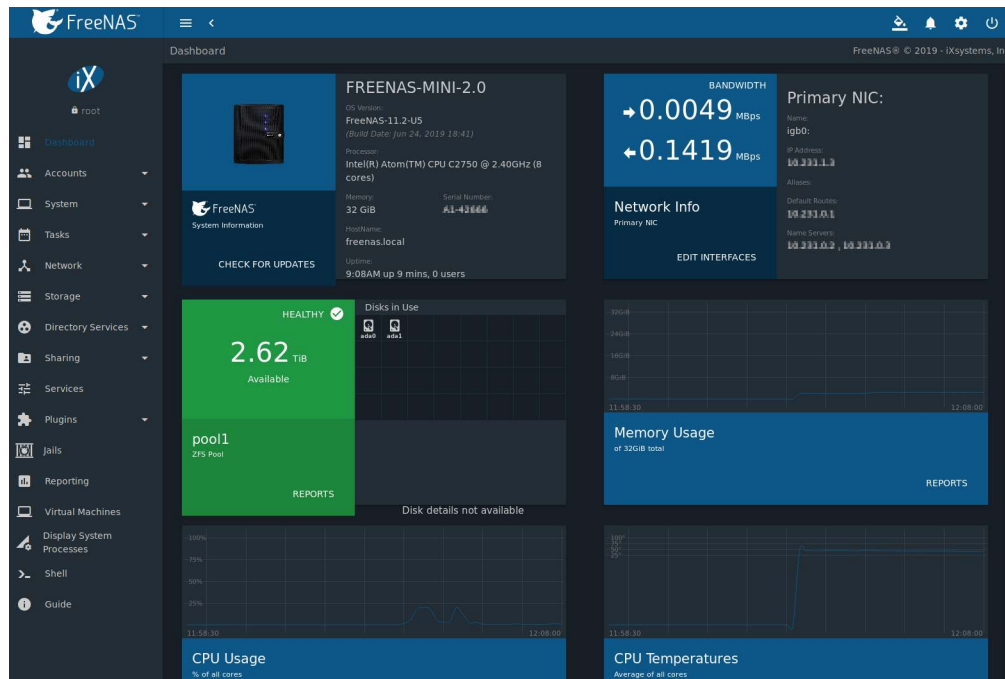 FreeNAS®
Dashboard
FreeNAS® © 2019 - iXsystems, In
iX
root
Dashboard
Accounts
System
Tasks
Network
Storage
Directory Services
Sharing
Services
Plugins
Jails
Reporting
Virtual Machines
Display System
Processes
Shell
Guide
FREENAS-MINI-2.0
OS Version:
FreeNAS-11.2-U5
(Build Date: Jun 24, 2019 18:41)
Processor:
Intel(R) Atom(TM) CPU C2750 @ 2.40GHz (8
cores)
Memory: Serial Number:
32 GiB
HostName:
freenas.local
Uptime:
9:08AM up 9 mins, 0 users
FreeNAS®
System Information
CHECK FOR UPDATES
BANDWIDTH
0.0049 MBps
0.1419 MBps
Network Info
Primary NIC
EDIT INTERFACES
Primary NIC:
Name:
igb0:
IP Address:
Aliases:
Default Routes:
Name Servers:
HEALTHY
2.62 TiB
Available
pool1
ZFS Pool
REPORTS
Disks in Use
ada0 ada1
Disk details not available
32GiB
24GiB
16GiB
8GiB
11:58:30 12:08:00
Memory Usage
of 32GiB total
REPORTS
100%
75%
50%
25%
11:58:30 12:08:00
CPU Usage
% of all cores
100°
75°
50°
25°
11:58:30 12:08:00
CPU Temperatures
Average of all cores